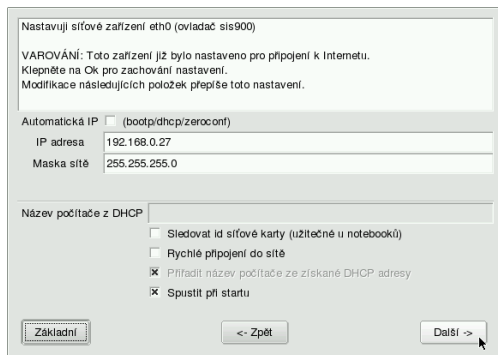 Nastavuji síťové zařízení eth0 (ovladač sis900)
VAROVÁNÍ: Toto zařízení již bylo nastaveno pro připojení k Internetu.
Klepněte na Ok pro zachování nastavení.
Modifikace následujících položek přepíše toto nastavení.
Automatická IP (bootp/dhcp/zeroconf)
IP adresa 192.168.0.27
Maska sítě 255.255.255.0
Název počítače z DHCP
Sledovat id síťové karty (užitečné u notebooků)
Rychlé připojení do sítě
Přiřadit název počítače ze získané DHCP adresy
Spustit při startu
Základní <- Zpět Další ->